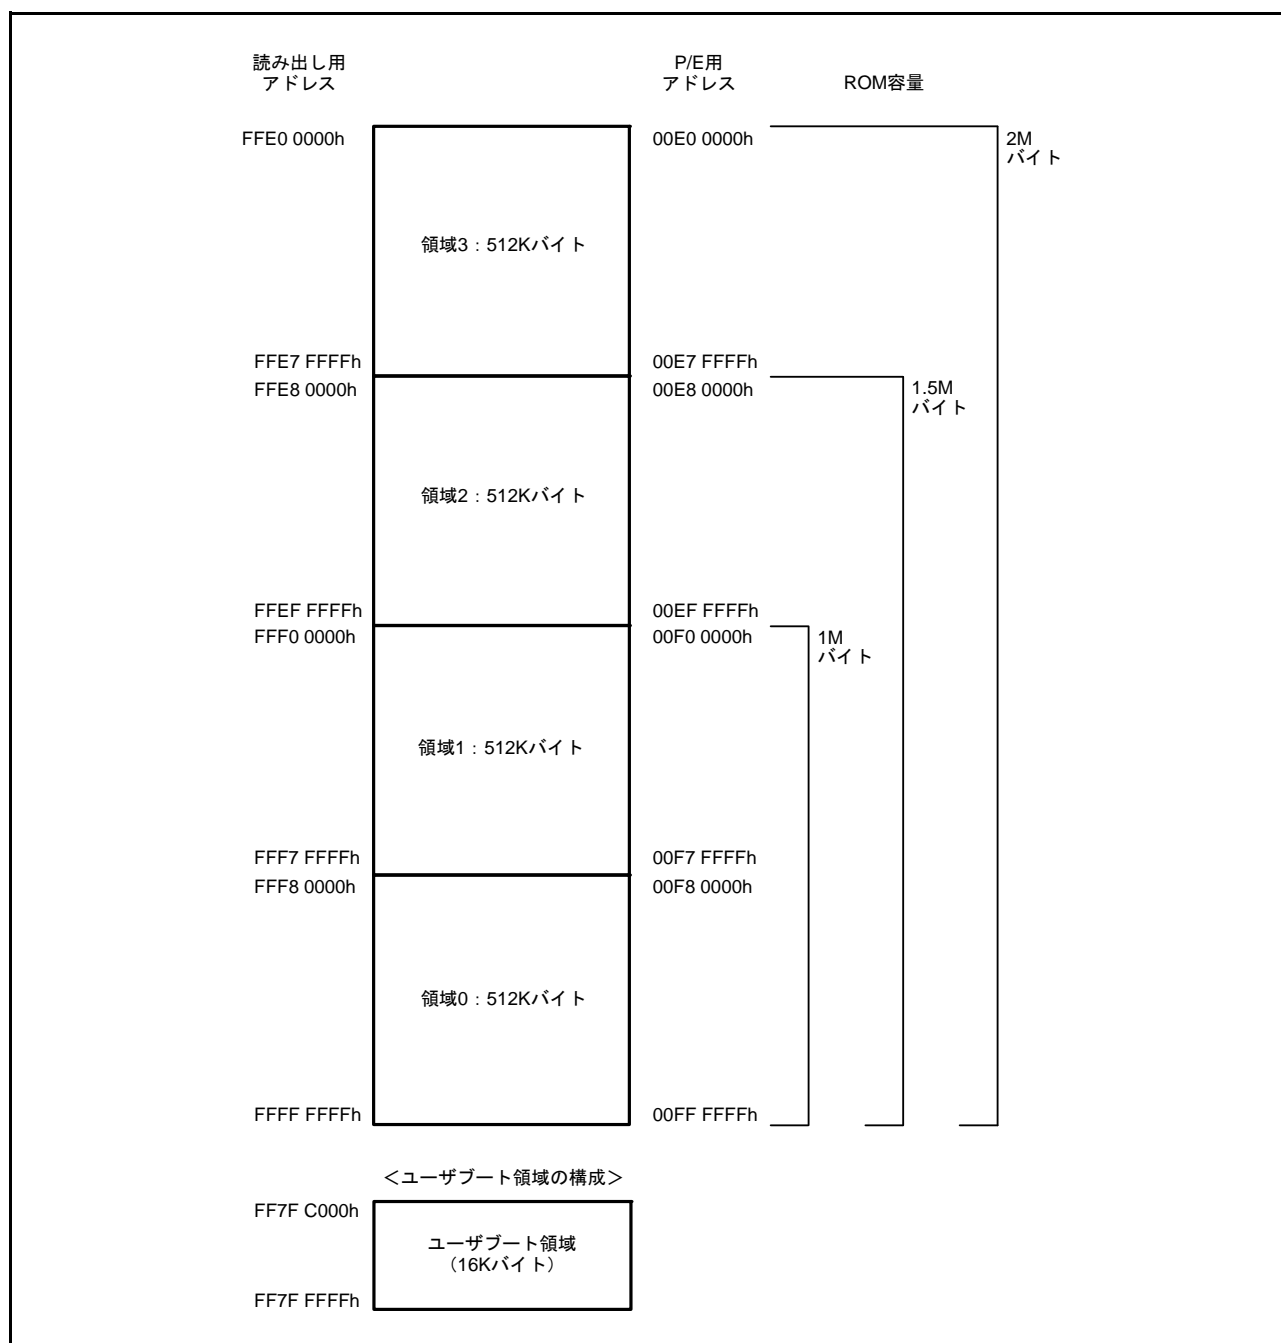 読み出し用
アドレス
P/E用
アドレス
ROM容量
FFE0 0000h
00E0 0000h
2M
バイト
領域3：512Kバイト
FFE7 FFFFh
00E7 FFFFh
FFE8 0000h
00E8 0000h
1.5M
バイト
領域2：512Kバイト
FFEF FFFFh
00EF FFFFh
FFF0 0000h
00F0 0000h
1M
バイト
領域1：512Kバイト
FFF7 FFFFh
00F7 FFFFh
FFF8 0000h
00F8 0000h
領域0：512Kバイト
FFFF FFFFh
00FF FFFFh
＜ユーザブート領域の構成＞
FF7F C000h
ユーザブート領域
（16Kバイト）
FF7F FFFFh